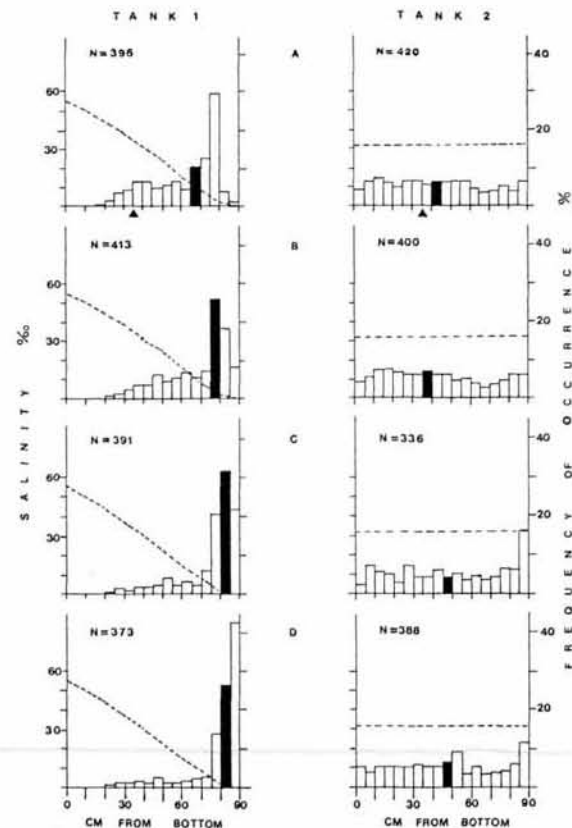 TANK 1
TANK 2
N=395
A
N=420
60
30
40
20
%
N=413
B
N=400
60
30
40
20
SALINITY ‰
FREQUENCY OF OCCURRENCE
N=391
C
N=336
60
30
40
20
N=373
D
N=388
60
30
40
20
0 30 60 90
0 30 60 90
CM FROM BOTTOM
CM FROM BOTTOM